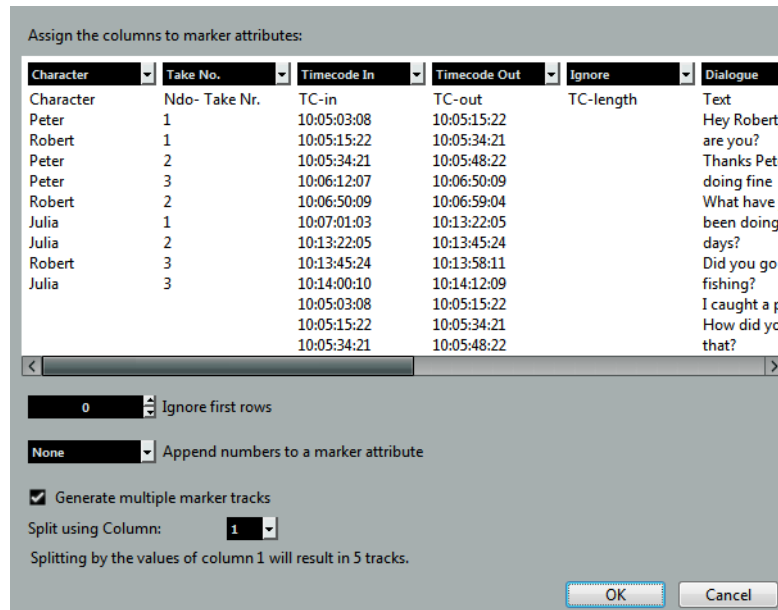 Assign the columns to marker attributes:
Character Take No. Timecode In Timecode Out Ignore Dialogue
Character Ndo- Take Nr. TC-in TC-out TC-length Text
Peter 1 10:05:03:08 10:05:15:22 Hey Robert
Robert 1 10:05:15:22 10:05:34:21 are you?
Peter 2 10:05:34:21 10:05:48:22 Thanks Pet
Peter 3 10:06:12:07 10:06:50:09 doing fine
Robert 2 10:06:50:09 10:06:59:04 What have
Julia 1 10:07:01:03 10:13:22:05 been doing
Julia 2 10:13:22:05 10:13:45:24 days?
Robert 3 10:13:45:24 10:13:58:11 Did you go
Julia 3 10:14:00:10 10:14:12:09 fishing?
10:05:03:08 10:05:15:22 I caught a p
10:05:15:22 10:05:34:21 How did yo
10:05:34:21 10:05:48:22 that?
0 Ignore first rows
None Append numbers to a marker attribute
Generate multiple marker tracks
Split using Column: 1
Splitting by the values of column 1 will result in 5 tracks.
OK Cancel